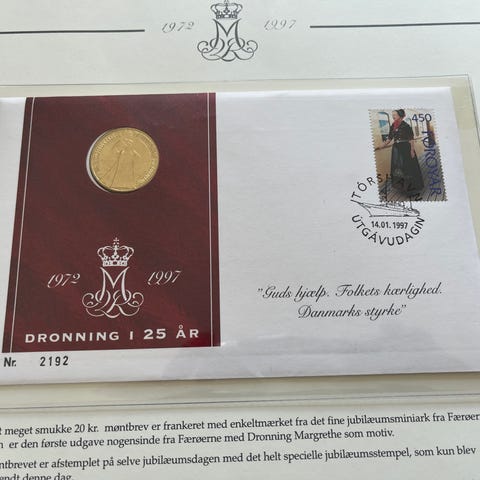 1972 1997
450
FØROYAR
TÓRSHAVN
14.01.1997
ÚTGÁVUDAGIN
1972 1997
"Guds hjælp. Folkets kærlighed.
Danmarks styrke"
DRONNING I 25 ÅR
Nr. 2192
meget smukke 20 kr. møntbrev er frankeret med enkeltmærket fra det fine jubilæumsminiark fra Færøer
er den første udgave nogensinde fra Færøerne med Dronning Margrethe som motiv.
ntbrevet er afstemplet på selve jubilæumsdagen med det helt specielle jubilæumsstempel, som kun blev
endt denne dag.